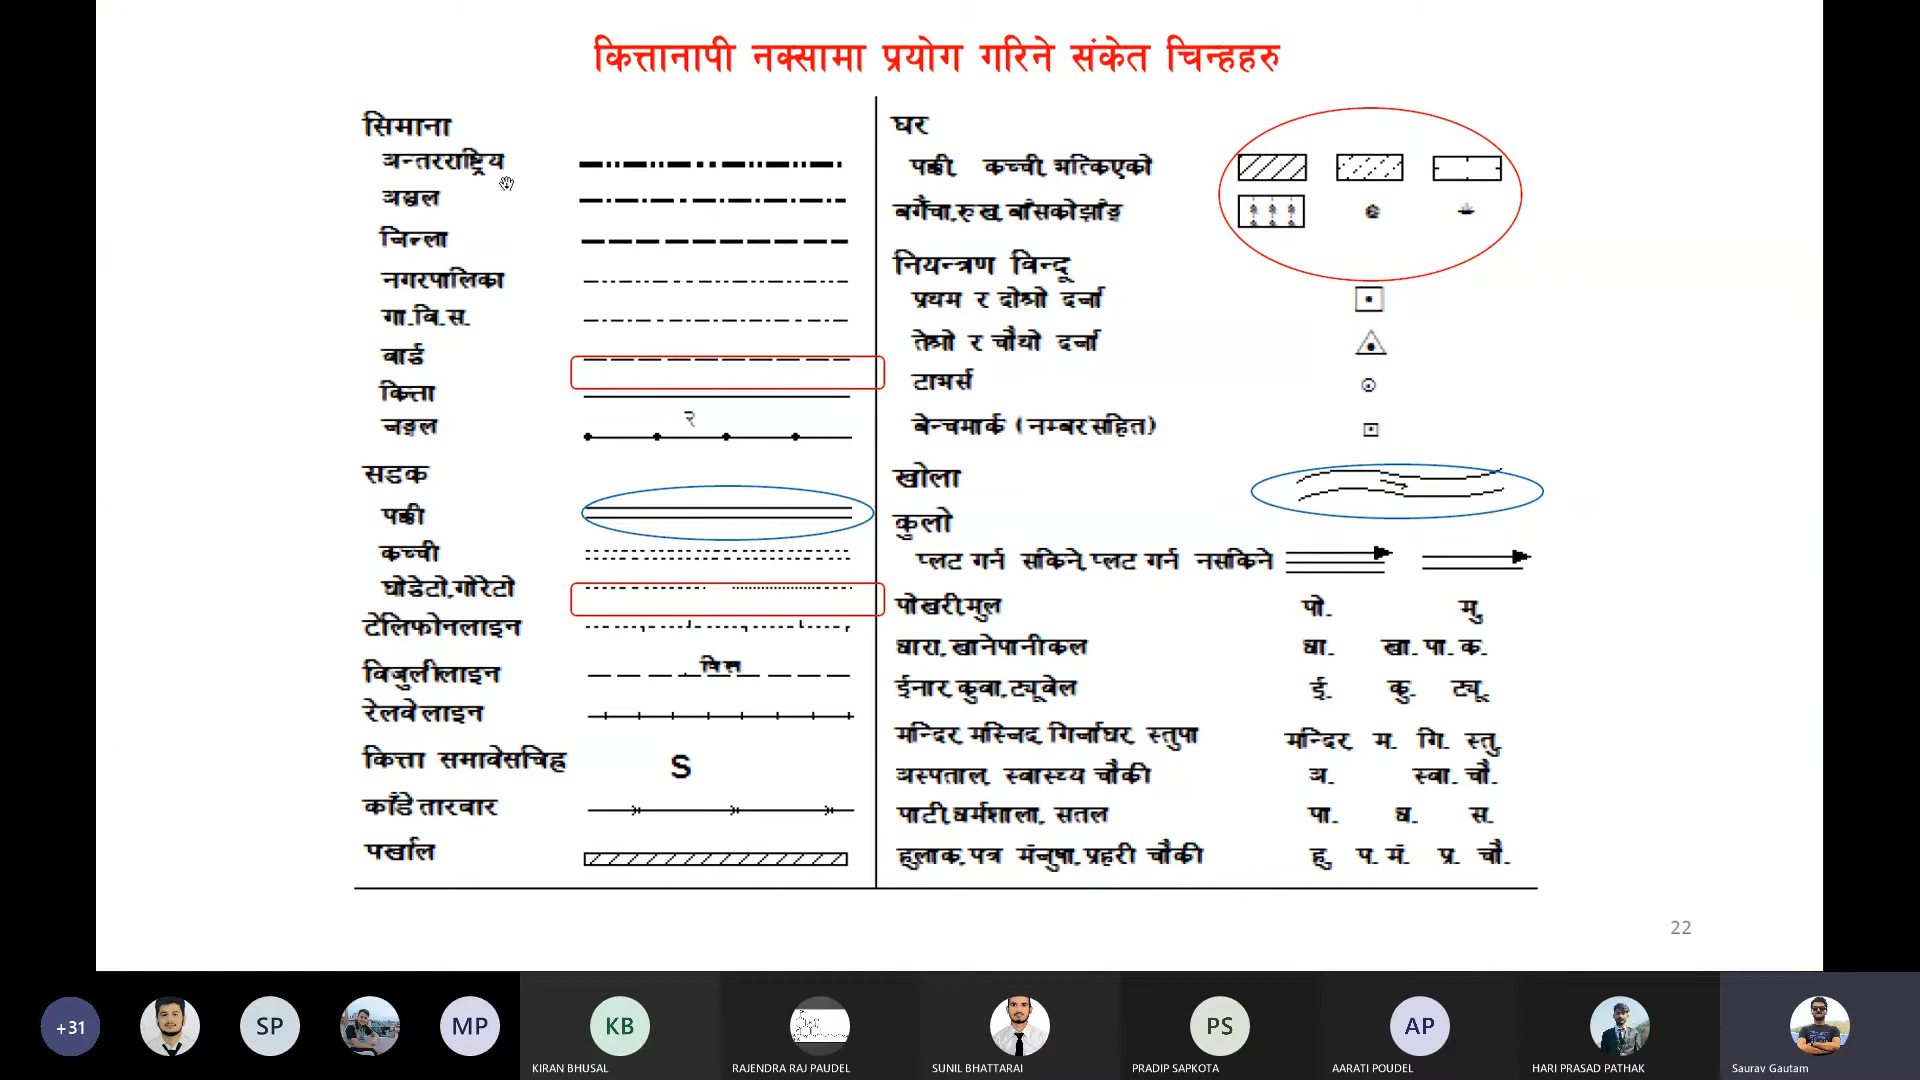 कित्तानापी नक्सामा प्रयोग गरिने संकेत चिन्हहरु
सिमाना
अन्तरराष्ट्रिय
अञ्चल
जिल्ला
नगरपालिका
गा.वि.स.
वार्ड
कित्ता
जङ्गल
२
सडक
पक्की
कच्ची
घोडेटो,गोरेटो
टेलिफोनलाइन
विजुलीलाइन
वि.ल
रेलवेलाइन
कित्ता समावेसचिह्न
S
काँडेतारवार
पर्खाल
घर
पक्की, कच्ची,भत्किएको
बगैंचा,रुख,बाँसकोझाङ्ग
नियन्त्रण विन्दू
प्रथम र दोश्रो दर्जा
तेश्रो र चौथो दर्जा
टाभर्स
बेन्चमार्क (नम्बरसहित)
खोला
कुलो
प्लट गर्न सकिने,प्लट गर्न नसकिने
पोखरी,मुल पो. मु.
धारा,खानेपानीकल धा. खा.पा.क.
ईनार,कुवा,ट्यूवेल ई. कु. ट्यू.
मन्दिर, मस्जिद, गिर्जाघर, स्तुपा मन्दिर, म. गि. स्तु.
अस्पताल, स्वास्थ्य चौकी अ. स्वा.चौ.
पाटी,धर्मशाला, सतल पा. ध. स.
हुलाक,पत्र मंजुषा,प्रहरी चौकी हु. प.मं. प्र. चौ.
22
+31
SP
MP
KB
PS
AP
KIRAN BHUSAL
RAJENDRA RAJ PAUDEL
SUNIL BHATTARAI
PRADIP SAPKOTA
AARATI POUDEL
HARI PRASAD PATHAK
Saurav Gautam